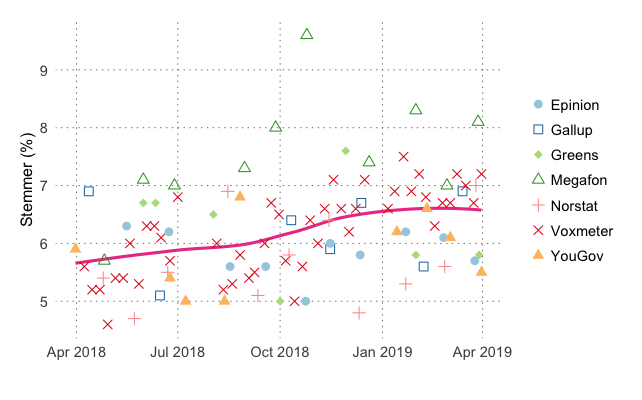 9
8
7
6
5
Stemmer (%)
Apr 2018 Jul 2018 Oct 2018 Jan 2019 Apr 2019
Epinion
Gallup
Greens
Megafon
Norstat
Voxmeter
YouGov